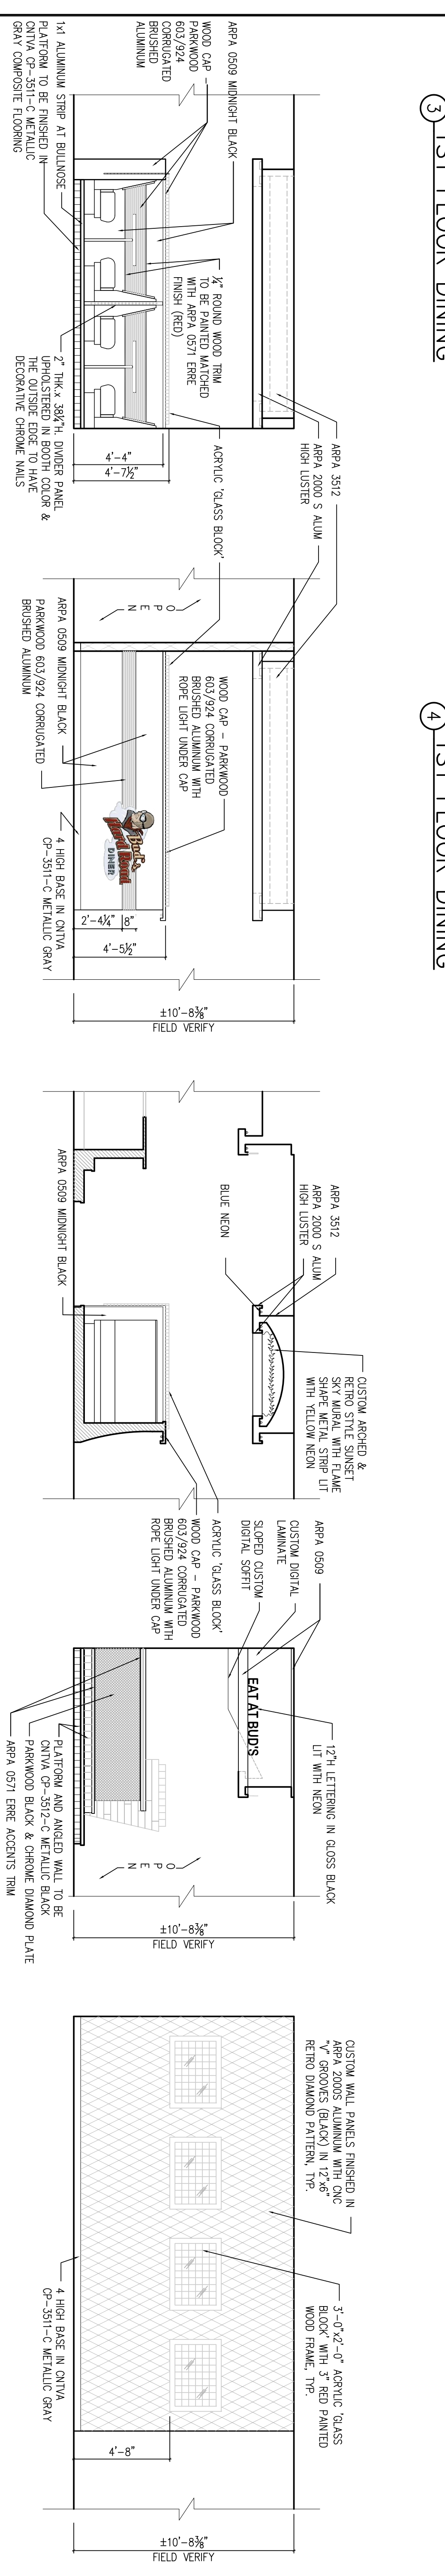 3 1ST FLOOR DINING
4 1ST FLOOR DINING
ARPA 0509 MIDNIGHT BLACK
WOOD CAP -
PARKWOOD
603/924
CORRUGATED
BRUSHED
ALUMINUM
1x1 ALUMINUM STRIP AT BULLNOSE
PLATFORM TO BE FINISHED IN
CNTVA CP-3511-C METALLIC
GRAY COMPOSITE FLOORING
ARPA 3512
ARPA 2000 S ALUM
HIGH LUSTER
ACRYLIC 'GLASS BLOCK'
¼" ROUND WOOD TRIM
TO BE PAINTED MATCHED
WITH ARPA 0571 ERRE
FINISH (RED)
4'-4"
4'-7½"
2" THK.x 38¼"H. DIVIDER PANEL
UPHOLSTERED IN BOOTH COLOR &
THE OUTSIDE EDGE TO HAVE
DECORATIVE CHROME NAILS
OPEN
WOOD CAP - PARKWOOD
603/924 CORRUGATED
BRUSHED ALUMINUM WITH
ROPE LIGHT UNDER CAP
ARPA 0509 MIDNIGHT BLACK
PARKWOOD 603/924 CORRUGATED
BRUSHED ALUMINUM
Bud's
Hard Road
DINER
4 HIGH BASE IN CNTVA
CP-3511-C METALLIC GRAY
2'-4¼"
8"
4'-5½"
±10'-8⅜"
FIELD VERIFY
ARPA 3512
ARPA 2000 S ALUM
HIGH LUSTER
BLUE NEON
CUSTOM ARCHED &
RETRO STYLE SUNSET
SKY MURAL WITH FLAME
SHAPE METAL STRIP LIT
WITH YELLOW NEON
ARPA 0509 MIDNIGHT BLACK
ACRYLIC 'GLASS BLOCK'
WOOD CAP - PARKWOOD
603/924 CORRUGATED
BRUSHED ALUMINUM WITH
ROPE LIGHT UNDER CAP
ARPA 0509
CUSTOM DIGITAL
LAMINATE
SLOPED CUSTOM
DIGITAL SOFFIT
12"H LETTERING IN GLOSS BLACK
LIT WITH NEON
EAT AT BUD'S
OPEN
PLATFORM AND ANGLED WALL TO BE
CNTVA CP-3512-C METALLIC BLACK
PARKWOOD BLACK & CHROME DIAMOND PLATE
ARPA 0571 ERRE ACCENTS TRIM
±10'-8⅜"
FIELD VERIFY
CUSTOM WALL PANELS FINISHED IN
ARPA 2000S ALUMINUM WITH CNC
"V" GROOVES (BLACK) IN 12"x6"
RETRO DIAMOND PATTERN, TYP.
3'-0"x2'-0" ACRYLIC 'GLASS
BLOCK' WITH 3" RED PAINTED
WOOD FRAME, TYP.
4 HIGH BASE IN CNTVA
CP-3511-C METALLIC GRAY
4'-8"
±10'-8⅜"
FIELD VERIFY